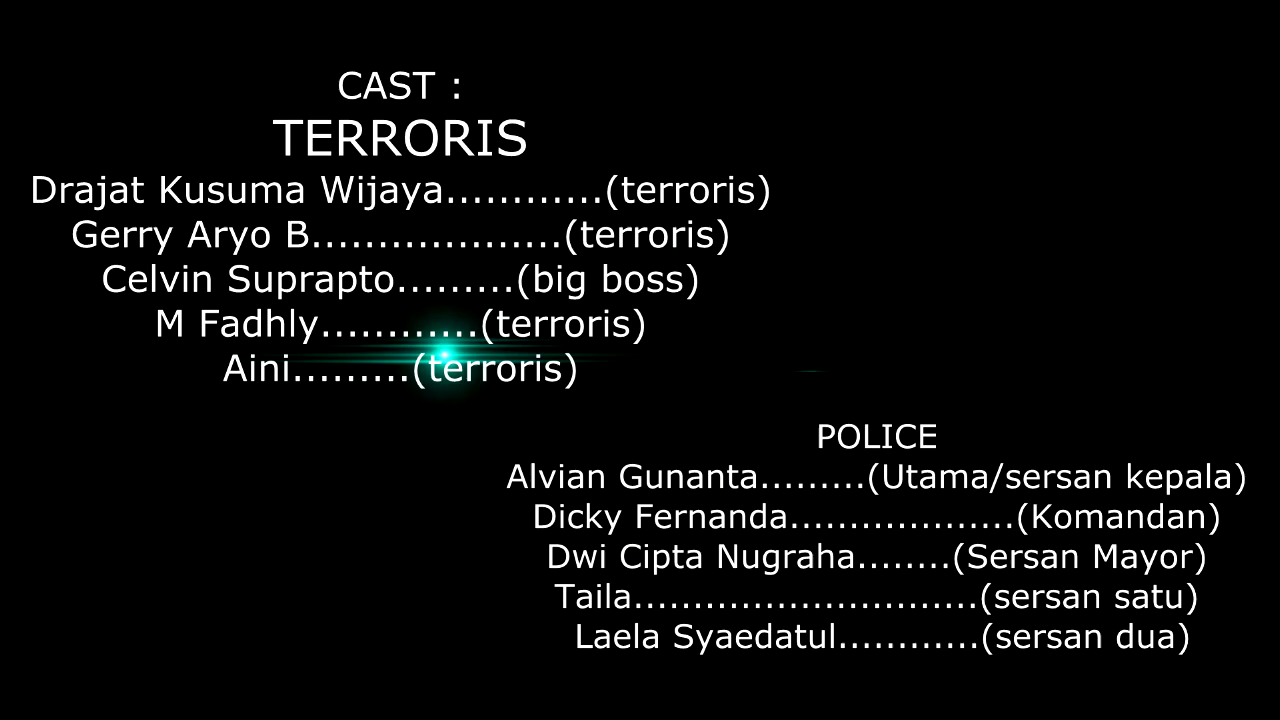 CAST :
TERRORIS
Drajat Kusuma Wijaya............(terroris)
Gerry Aryo B...................(terroris)
Celvin Suprapto.........(big boss)
M Fadhly............(terroris)
Aini.........(terroris)
POLICE
Alvian Gunanta.........(Utama/sersan kepala)
Dicky Fernanda...................(Komandan)
Dwi Cipta Nugraha........(Sersan Mayor)
Taila.............................(sersan satu)
Laela Syaedatul............(sersan dua)